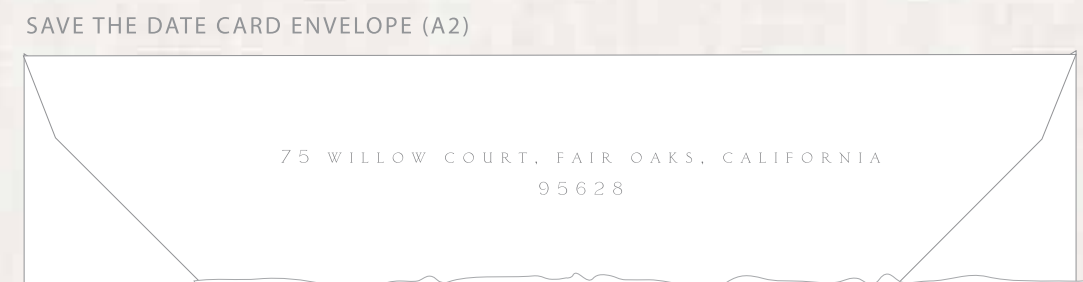 SAVE THE DATE CARD ENVELOPE (A2)
75 WILLOW COURT, FAIR OAKS, CALIFORNIA
95628